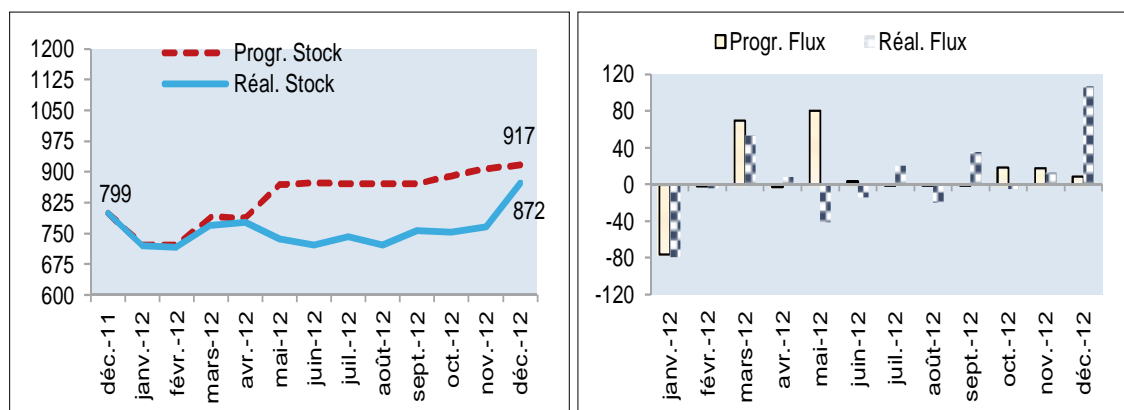 Progr. Stock
Réal. Stock
1200
1125
1050
975
900
825
750
675
600
799
917
872
déc.-11
janv.-12
févr.-12
mars-12
avr.-12
mai-12
juin-12
juil.-12
août-12
sept.-12
oct.-12
nov.-12
déc.-12
Progr. Flux
Réal. Flux
120
80
40
0
-40
-80
-120
janv.-12
févr.-12
mars-12
avr.-12
mai-12
juin-12
juil.-12
août-12
sept.-12
oct.-12
nov.-12
déc.-12